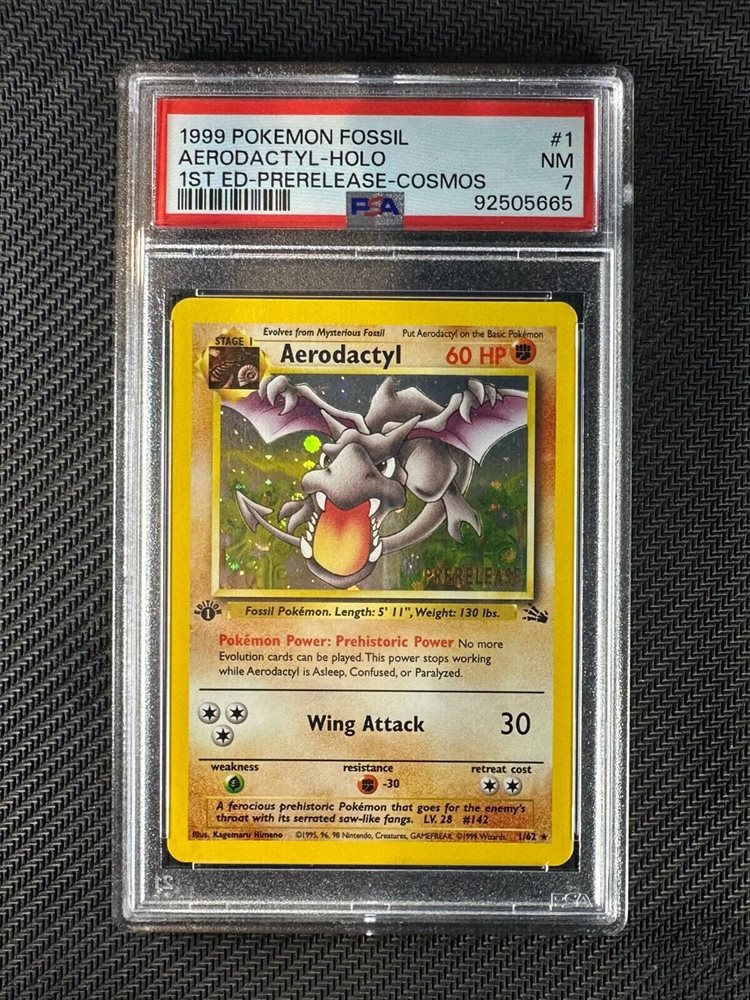 1999 POKEMON FOSSIL #1
AERODACTYL-HOLO NM
1ST ED-PRERELEASE-COSMOS 7
PSA 92505665
Evolves from Mysterious Fossil Put Aerodactyl on the Basic Pokémon
STAGE 1
Aerodactyl 60 HP
PRERELEASE
EDITION
1
Fossil Pokémon. Length: 5' 11", Weight: 130 lbs.
Pokémon Power: Prehistoric Power No more
Evolution cards can be played. This power stops working
while Aerodactyl is Asleep, Confused, or Paralyzed.
Wing Attack 30
weakness resistance retreat cost
-30
A ferocious prehistoric Pokémon that goes for the enemy's
throat with its serrated saw-like fangs. LV. 28 #142
Illus. Kagemaru Himeno ©1995, 96, 98 Nintendo, Creatures, GAMEFREAK. ©1999 Wizards. 1/62 ★
PSA